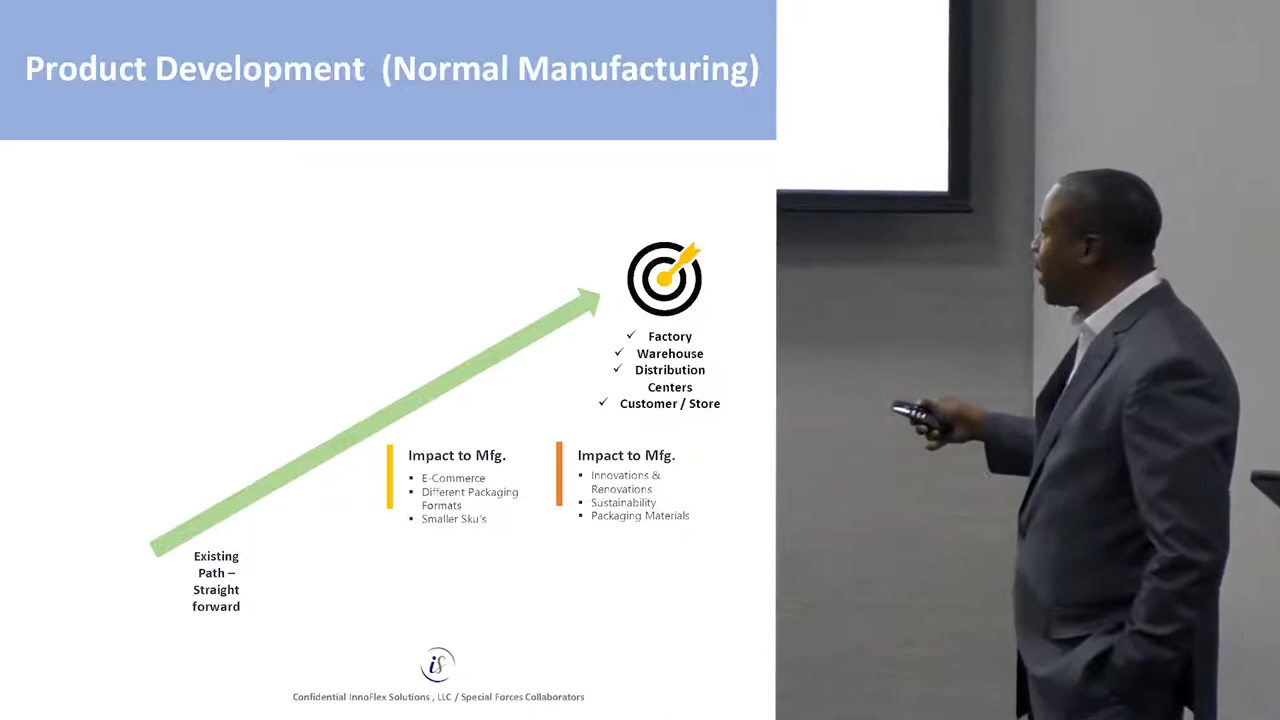 Product Development (Normal Manufacturing)
✓ Factory
✓ Warehouse
✓ Distribution
Centers
✓ Customer / Store
Impact to Mfg.
▪ E-Commerce
▪ Different Packaging
Formats
▪ Smaller Sku's
Impact to Mfg.
▪ Innovations &
Renovations
▪ Sustainability
▪ Packaging Materials
Existing
Path –
Straight
forward
iS
Confidential InnoFlex Solutions , LLC / Special Forces Collaborators